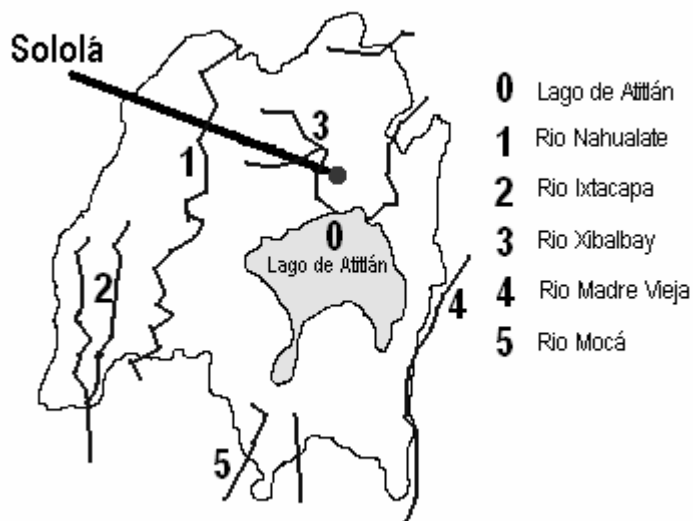 Sololá
3
1
0
Lago de Atitlán
2
4
5
0 Lago de Atitlán
1 Rio Nahualate
2 Rio Ixtacapa
3 Rio Xibalbay
4 Rio Madre Vieja
5 Rio Mocá